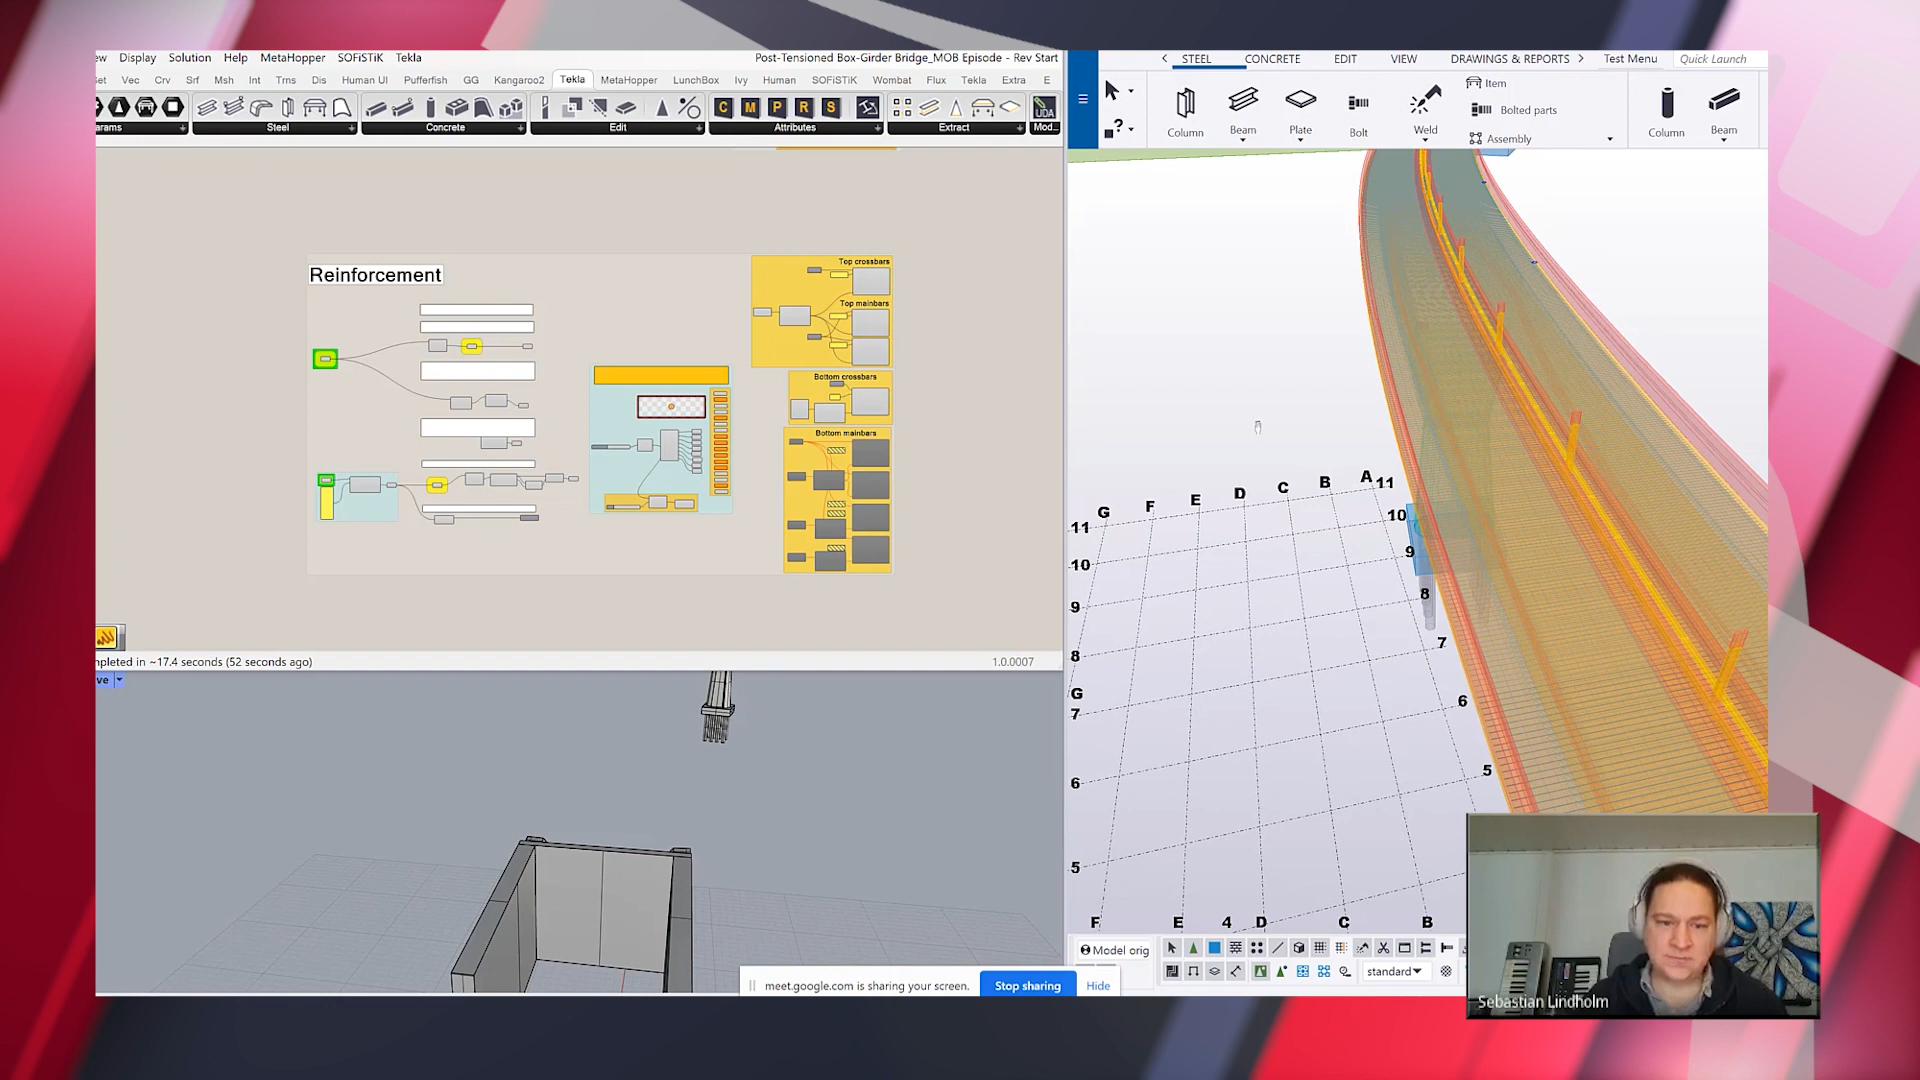 ew Display Solution Help MetaHopper SOFiSTiK Tekla
Post-Tensioned Box-Girder Bridge_MOB Episode - Rev Start
et Vec Crv Srf Msh Int Trns Dis Human UI Pufferfish GG Kangaroo2 Tekla MetaHopper LunchBox Ivy Human SOFiSTiK Wombat Flux Tekla Extra E
C M P R S
UDA
arams Steel Concrete Edit Attributes Extract Mod...
Reinforcement
Top crossbars
Top mainbars
Bottom crossbars
Bottom mainbars
mpleted in ~17.4 seconds (52 seconds ago)
1.0.0007
ve
STEEL CONCRETE EDIT VIEW DRAWINGS & REPORTS Test Menu Quick Launch
Column Beam Plate Bolt Weld
Item
Bolted parts
Assembly
Column Beam
G F E D C B A 11
11 10
10 9
9 8
8 7
G
7 6
6 5
5
F E 4 D C B
Model orig
standard
meet.google.com is sharing your screen. Stop sharing Hide
Sebastian Lindholm